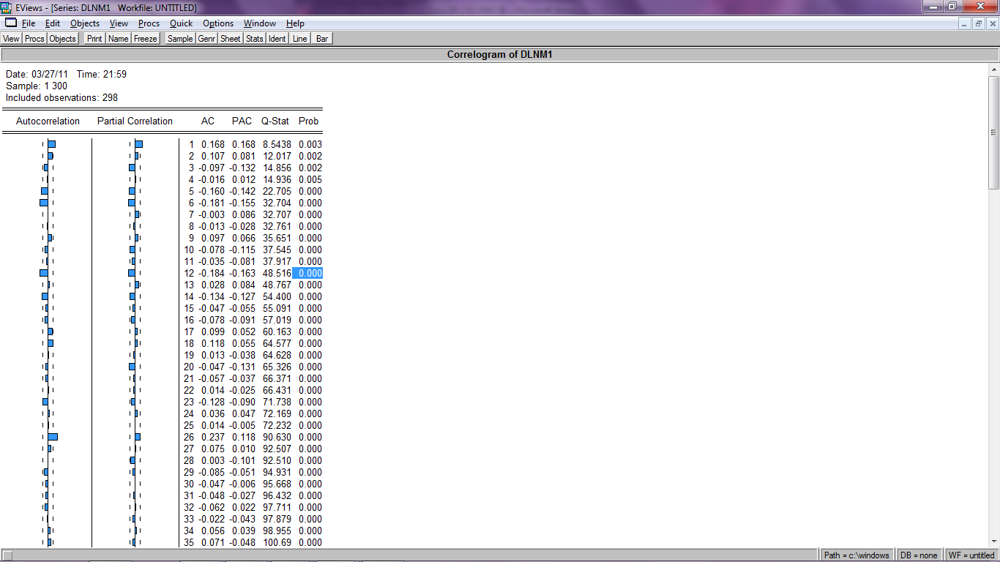 EViews - [Series: DLNM1   Workfile: UNTITLED]
File Edit Objects View Procs Quick Options Window Help
View Procs Objects Print Name Freeze Sample Genr Sheet Stats Ident Line Bar
Correlogram of DLNM1
Date: 03/27/11   Time: 21:59
Sample: 1 300
Included observations: 298
Autocorrelation Partial Correlation AC PAC Q-Stat Prob
1 0.168 0.168 8.5438 0.003
2 0.107 0.081 12.017 0.002
3 -0.097 -0.132 14.856 0.002
4 -0.016 0.012 14.936 0.005
5 -0.160 -0.142 22.705 0.000
6 -0.181 -0.155 32.704 0.000
7 -0.003 0.086 32.707 0.000
8 -0.013 -0.028 32.761 0.000
9 0.097 0.066 35.651 0.000
10 -0.078 -0.115 37.545 0.000
11 -0.035 -0.081 37.917 0.000
12 -0.184 -0.163 48.516 0.000
13 0.028 0.084 48.767 0.000
14 -0.134 -0.127 54.400 0.000
15 -0.047 -0.055 55.091 0.000
16 -0.078 -0.091 57.019 0.000
17 0.099 0.052 60.163 0.000
18 0.118 0.055 64.577 0.000
19 0.013 -0.038 64.628 0.000
20 -0.047 -0.131 65.326 0.000
21 -0.057 -0.037 66.371 0.000
22 0.014 -0.025 66.431 0.000
23 -0.128 -0.090 71.738 0.000
24 0.036 0.047 72.169 0.000
25 0.014 -0.005 72.232 0.000
26 0.237 0.118 90.630 0.000
27 0.075 0.010 92.507 0.000
28 0.003 -0.101 92.510 0.000
29 -0.085 -0.051 94.931 0.000
30 -0.047 -0.006 95.668 0.000
31 -0.048 -0.027 96.432 0.000
32 -0.062 0.022 97.711 0.000
33 -0.022 -0.043 97.879 0.000
34 0.056 0.039 98.955 0.000
35 0.071 -0.048 100.69 0.000
Path = c:\windows DB = none WF = untitled